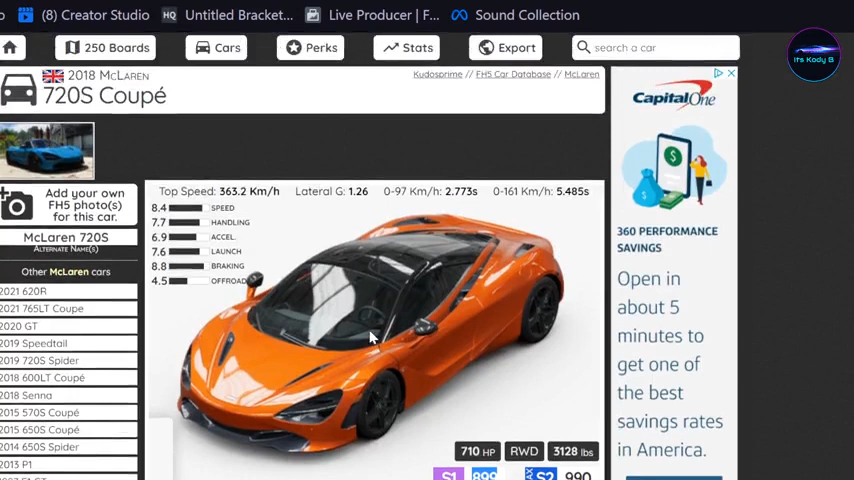 (8) Creator Studio
HQ Untitled Bracket...
Live Producer | F...
Sound Collection
250 Boards
Cars
Perks
Stats
Export
search a car
Its Kody B
2018 McLaren
720S Coupé
Kudosprime // FH5 Car Database // McLaren
Add your own
FH5 photo(s)
for this car.
McLaren 720S
Alternate Name(s)
Other McLaren cars
2021 620R
2021 765LT Coupe
2020 GT
2019 Speedtail
2019 720S Spider
2018 600LT Coupé
2018 Senna
2015 570S Coupé
2015 650S Coupé
2014 650S Spider
2013 P1
Top Speed: 363.2 Km/h
Lateral G: 1.26
0-97 Km/h: 2.773s
0-161 Km/h: 5.485s
8.4 SPEED
7.7 HANDLING
6.9 ACCEL.
7.6 LAUNCH
8.8 BRAKING
4.5 OFFROAD
710 HP
RWD
3128 lbs
S1 899
MAX S2 990
Capital One
360 PERFORMANCE
SAVINGS
Open in
about 5
minutes to
get one of
the best
savings rates
in America.